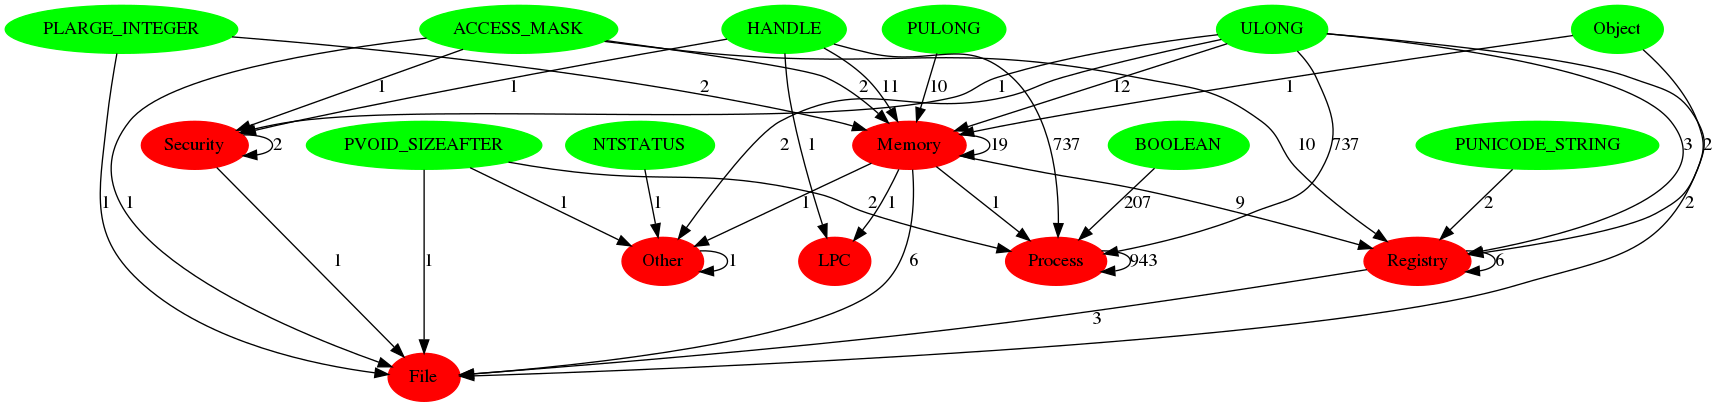 PLARGE_INTEGER ACCESS_MASK HANDLE PULONG ULONG Object
1 1 2 2 11 10 1 12 1
Security 2 PVOID_SIZEAFTER NTSTATUS 2 1 Memory 19 737 BOOLEAN 10 737 PUNICODE_STRING 3 2
1 1 1 1 1 1 2 1 1 207 9 2 2
1 Other 1 LPC 6 Process 943 Registry 6
3
File